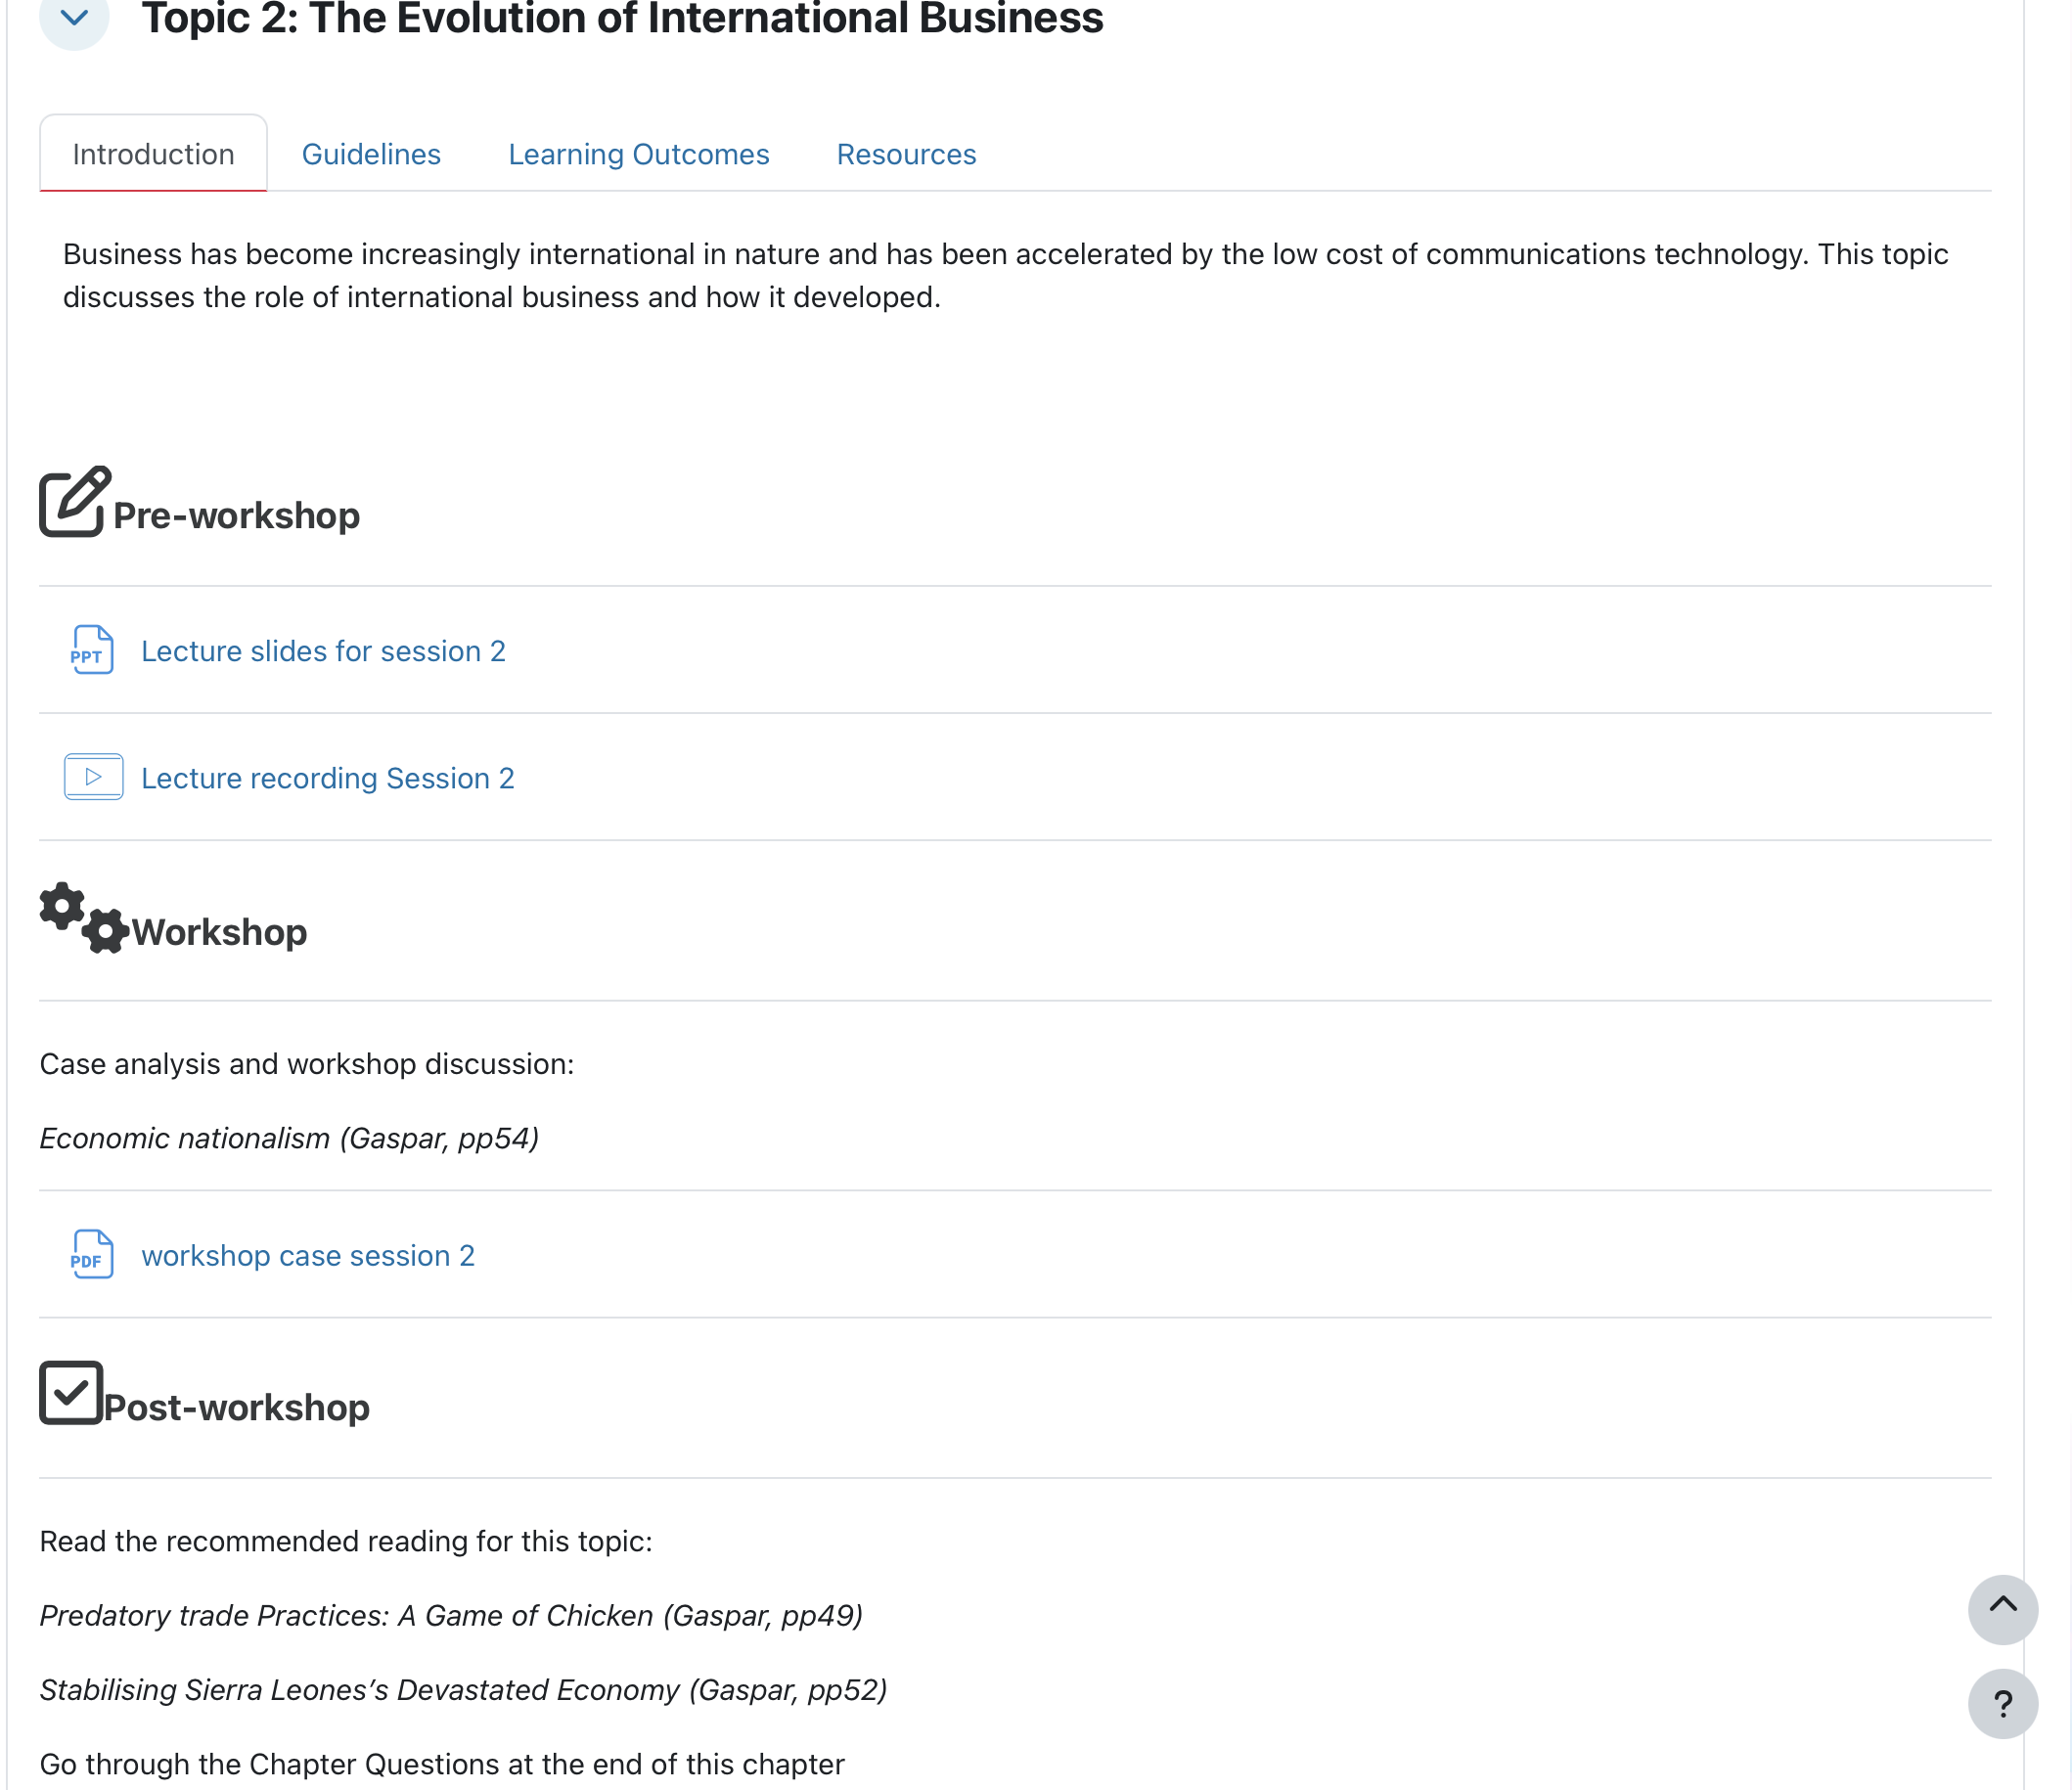 Topic 2: The Evolution of International Business
Introduction
Guidelines
Learning Outcomes
Resources
Business has become increasingly international in nature and has been accelerated by the low cost of communications technology. This topic
discusses the role of international business and how it developed.
Pre-workshop
PPT
Lecture slides for session 2
Lecture recording Session 2
Workshop
Case analysis and workshop discussion:
Economic nationalism (Gaspar, pp54)
PDF
workshop case session 2
Post-workshop
Read the recommended reading for this topic:
Predatory trade Practices: A Game of Chicken (Gaspar, pp49)
Stabilising Sierra Leones’s Devastated Economy (Gaspar, pp52)
?
Go through the Chapter Questions at the end of this chapter